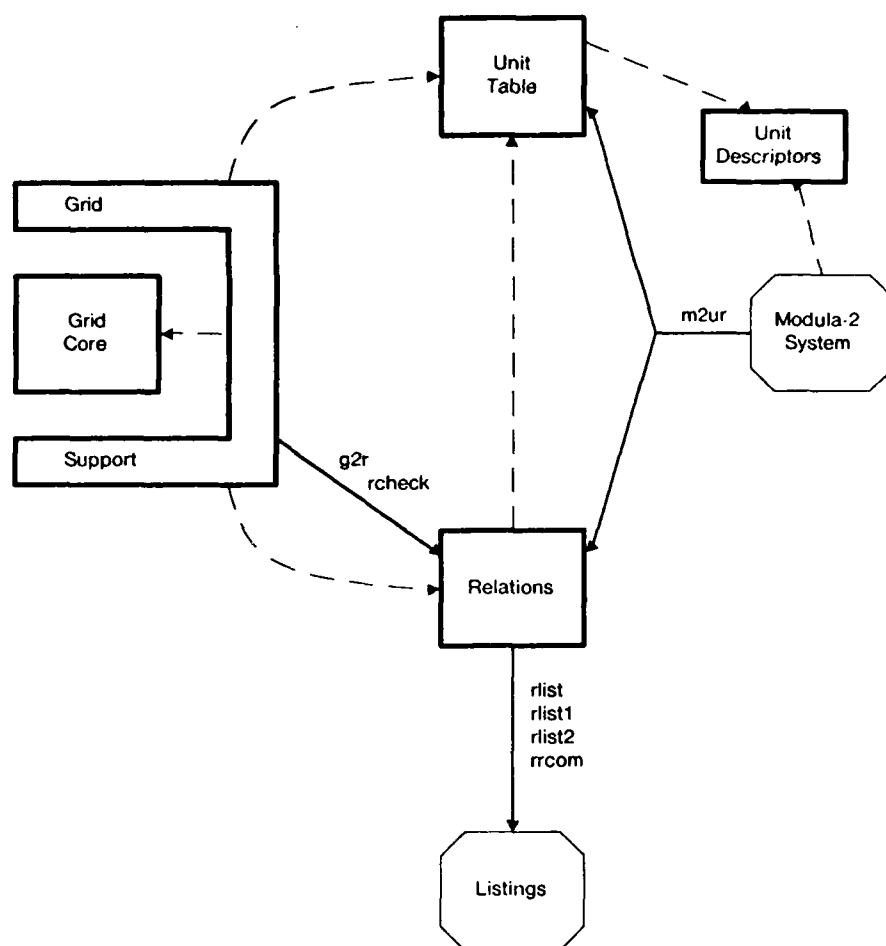 Unit
Table
Unit
Descriptors
Grid
Grid
Core
m2ur
Modula-2
System
Support
g2r
rcheck
Relations
rlist
rlist1
rlist2
rrcom
Listings